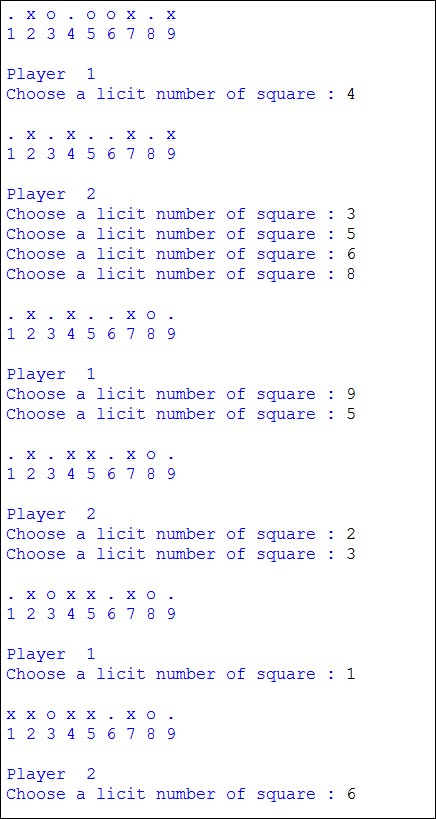 . x o . o o x . x
1 2 3 4 5 6 7 8 9
Player  1
Choose a licit number of square : 4
. x . x . . x . x
1 2 3 4 5 6 7 8 9
Player  2
Choose a licit number of square : 3
Choose a licit number of square : 5
Choose a licit number of square : 6
Choose a licit number of square : 8
. x . x . . x o .
1 2 3 4 5 6 7 8 9
Player  1
Choose a licit number of square : 9
Choose a licit number of square : 5
. x . x x . x o .
1 2 3 4 5 6 7 8 9
Player  2
Choose a licit number of square : 2
Choose a licit number of square : 3
. x o x x . x o .
1 2 3 4 5 6 7 8 9
Player  1
Choose a licit number of square : 1
x x o x x . x o .
1 2 3 4 5 6 7 8 9
Player  2
Choose a licit number of square : 6